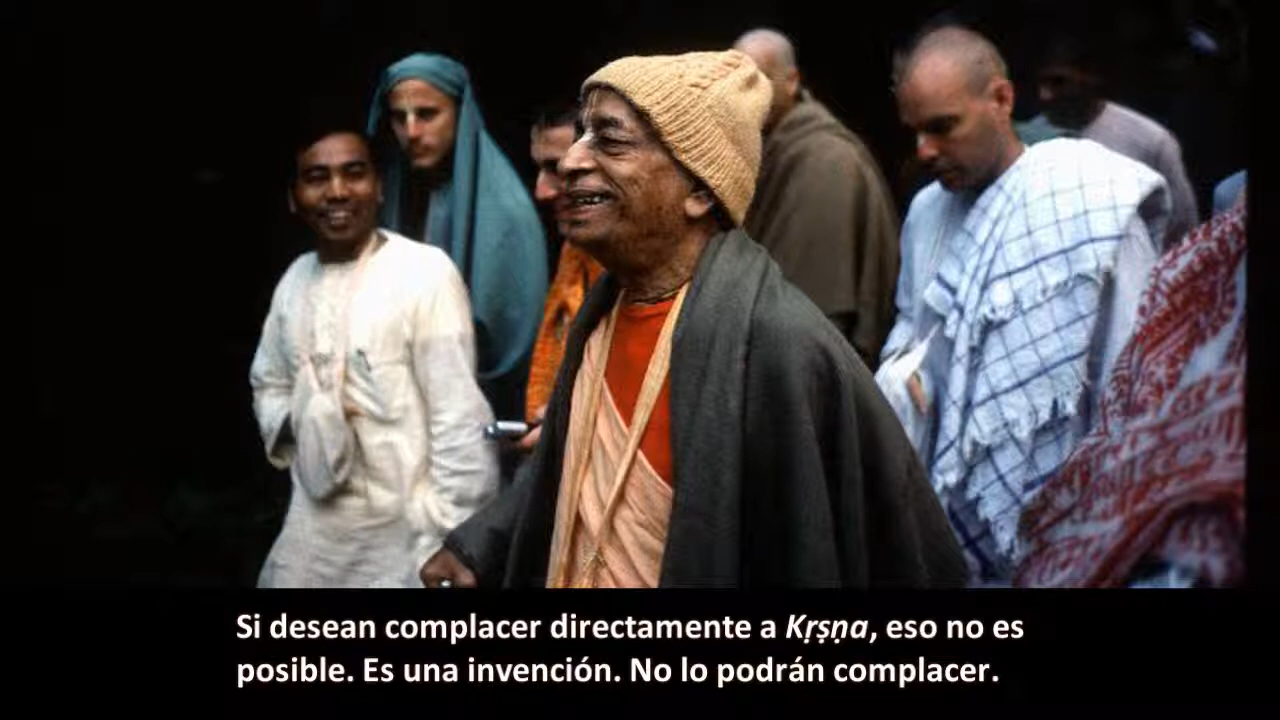 Si desean complacer directamente a Kṛṣṇa, eso no es
posible. Es una invención. No lo podrán complacer.